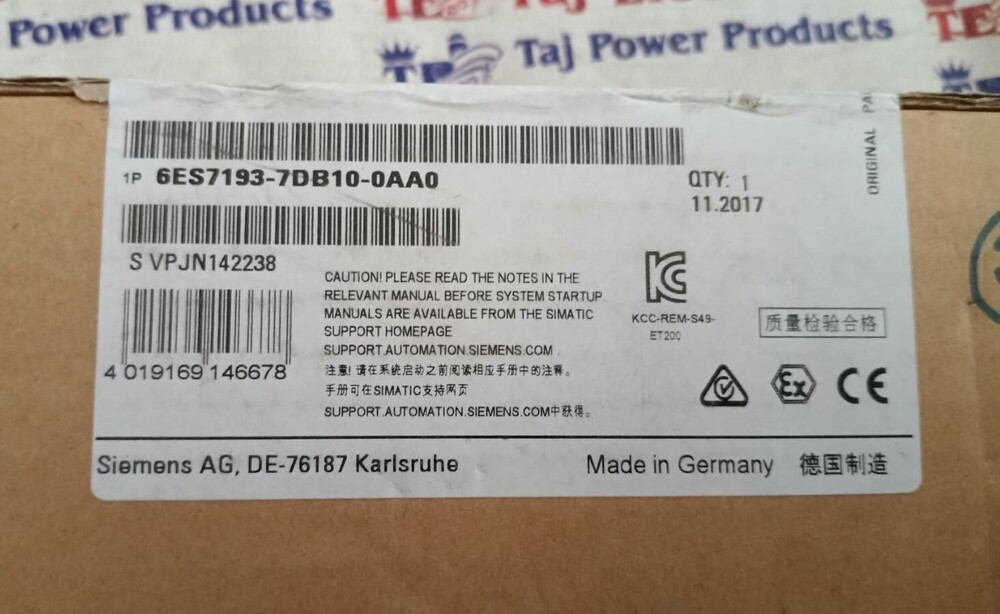 Power Products
Taj Power Products
1P 6ES7193-7DB10-0AA0
QTY: 1
11.2017
ORIGINAL
S VPJN142238
CAUTION! PLEASE READ THE NOTES IN THE
RELEVANT MANUAL BEFORE SYSTEM STARTUP.
MANUALS ARE AVAILABLE FROM THE SIMATIC
SUPPORT HOMEPAGE
SUPPORT.AUTOMATION.SIEMENS.COM .
注意! 请在系统启动之前阅读相应手册中的注释。
手册可在SIMATIC支持网页
SUPPORT.AUTOMATION.SIEMENS.COM中获得。
4 019169 146678
KCC-REM-S49-
ET200
质量检验合格
Ex
CE
Siemens AG, DE-76187 Karlsruhe
Made in Germany 德国制造